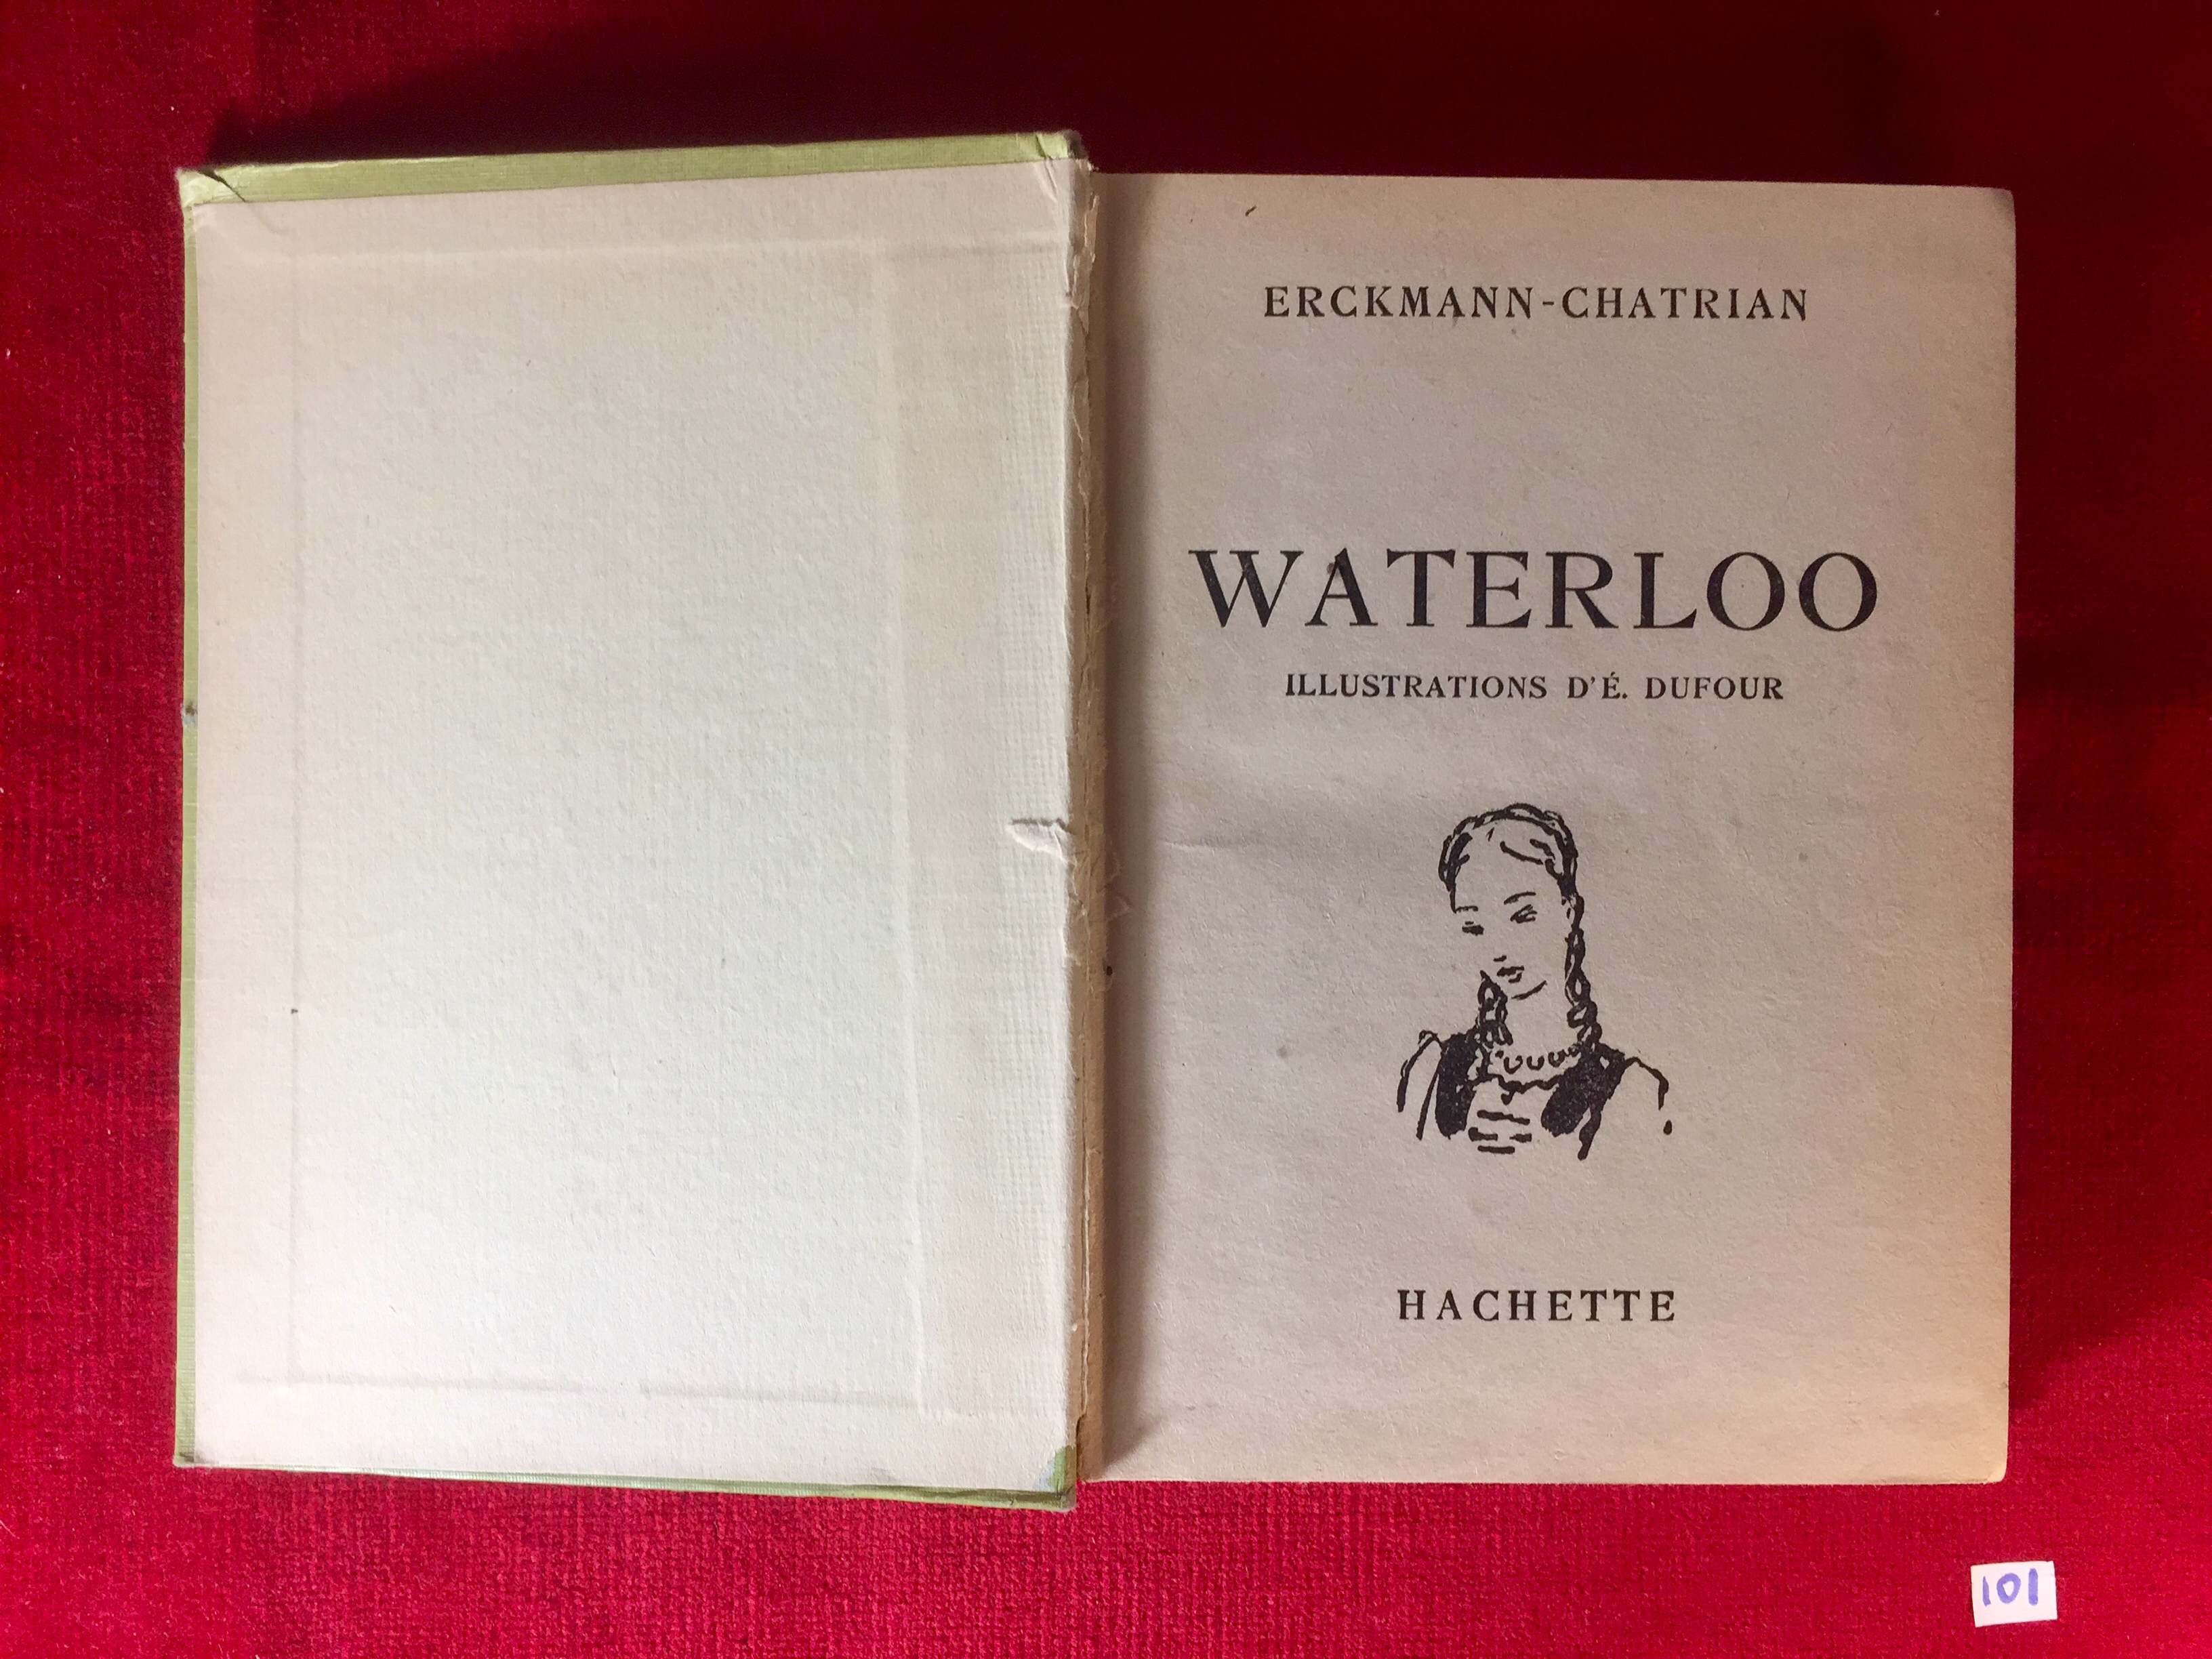 ERCKMANN-CHATRIAN
WATERLOO
ILLUSTRATIONS D'É. DUFOUR
HACHETTE
101